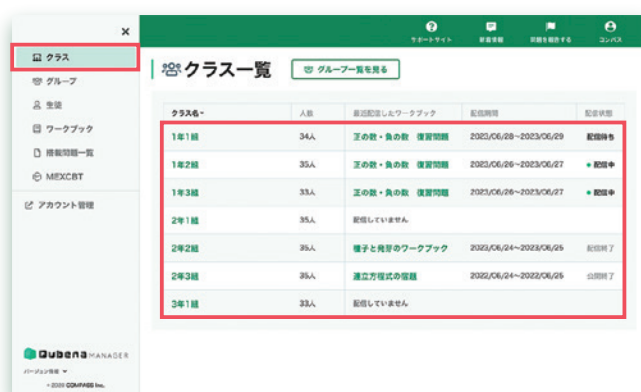 ×
サポートサイト
新着情報
問題を報告する
コンパス
クラス
グループ
生徒
ワークブック
搭載問題一覧
MEXCBT
アカウント管理
クラス一覧
グループ一覧を見る
クラス名 人数 最近配信したワークブック 配信期間 配信状態
1年1組 34人 正の数・負の数 復習問題 2023/06/28~2023/06/29 配信待ち
1年2組 35人 正の数・負の数 復習問題 2023/06/26~2023/06/27 配信中
1年3組 33人 正の数・負の数 復習問題 2023/06/26~2023/06/27 配信中
2年1組 35人 配信していません
2年2組 35人 種子と発芽のワークブック 2023/06/24~2023/06/25 配信終了
2年3組 35人 連立方程式の宿題 2022/06/24~2022/06/25 公開終了
3年1組 33人 配信していません
Qubena MANAGER
バージョン情報
© 2020 COMPASS Inc.